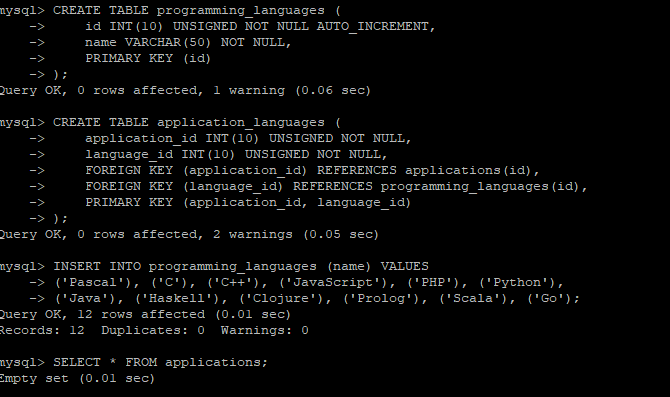 mysql> CREATE TABLE programming_languages (
    ->     id INT(10) UNSIGNED NOT NULL AUTO_INCREMENT,
    ->     name VARCHAR(50) NOT NULL,
    ->     PRIMARY KEY (id)
    -> );
Query OK, 0 rows affected, 1 warning (0.06 sec)

mysql> CREATE TABLE application_languages (
    ->     application_id INT(10) UNSIGNED NOT NULL,
    ->     language_id INT(10) UNSIGNED NOT NULL,
    ->     FOREIGN KEY (application_id) REFERENCES applications(id),
    ->     FOREIGN KEY (language_id) REFERENCES programming_languages(id),
    ->     PRIMARY KEY (application_id, language_id)
    -> );
Query OK, 0 rows affected, 2 warnings (0.05 sec)

mysql> INSERT INTO programming_languages (name) VALUES
    -> ('Pascal'), ('C'), ('C++'), ('JavaScript'), ('PHP'), ('Python'),
    -> ('Java'), ('Haskell'), ('Clojure'), ('Prolog'), ('Scala'), ('Go');
Query OK, 12 rows affected (0.01 sec)
Records: 12  Duplicates: 0  Warnings: 0

mysql> SELECT * FROM applications;
Empty set (0.01 sec)